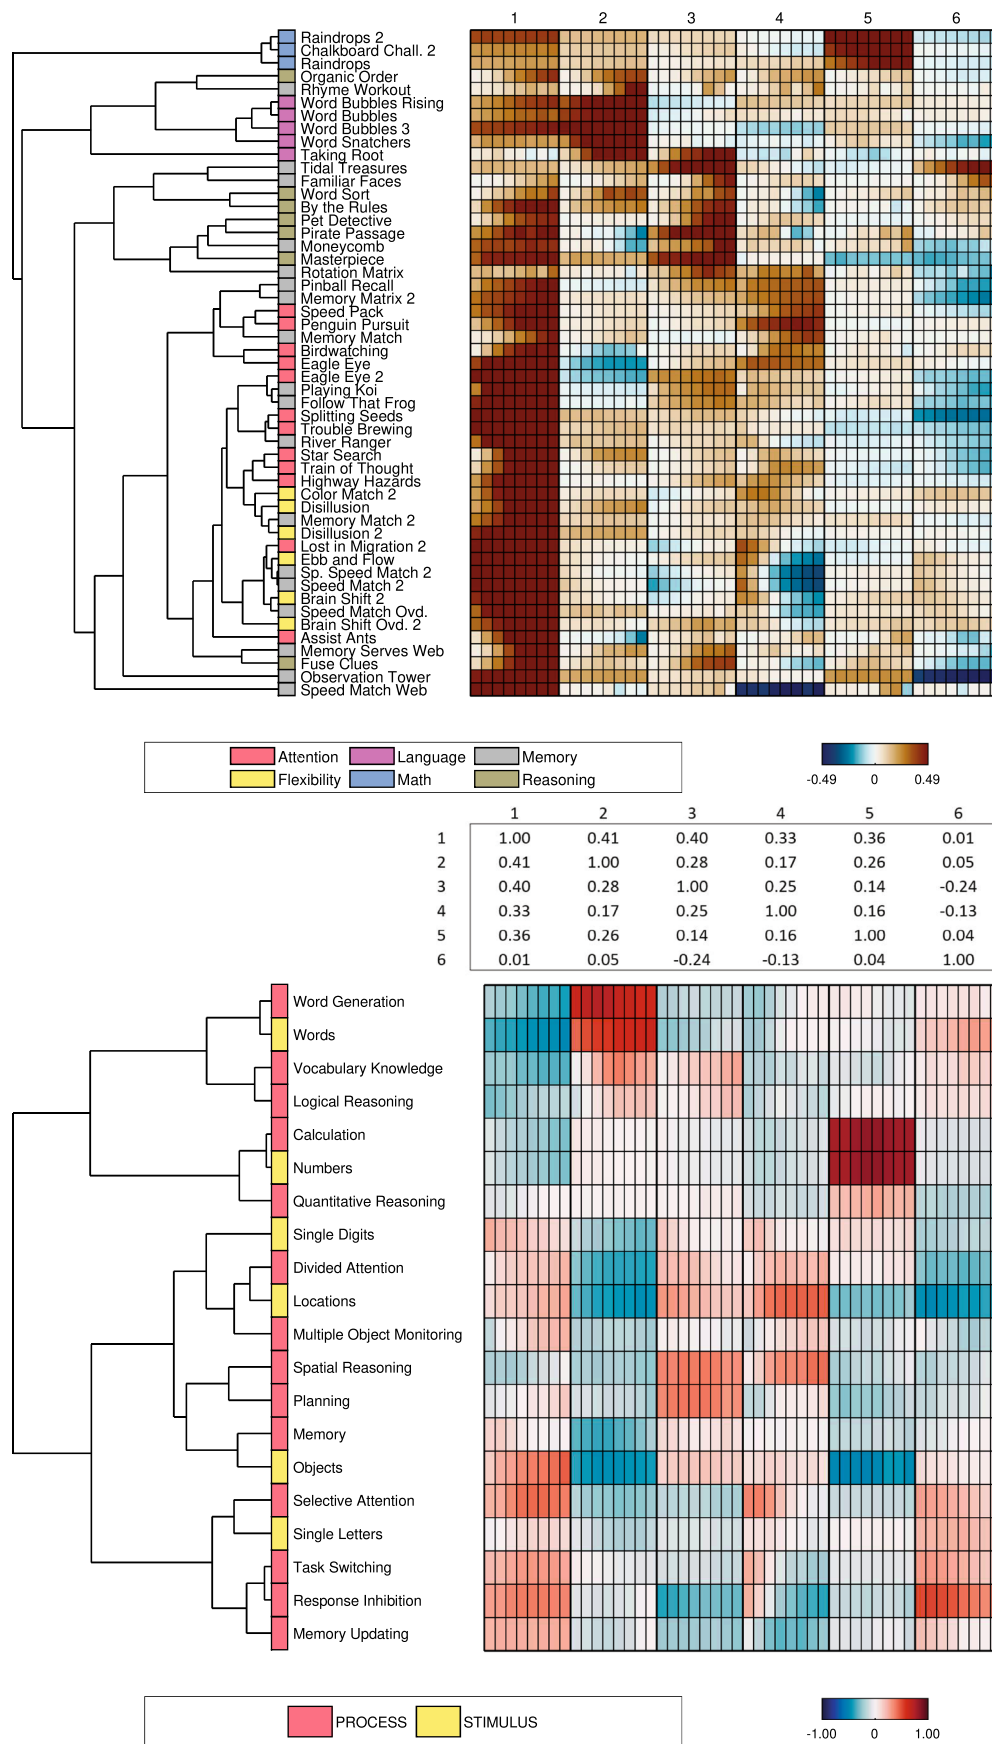 1 2 3 4 5 6
Raindrops 2
Chalkboard Chall. 2
Raindrops
Organic Order
Rhyme Workout
Word Bubbles Rising
Word Bubbles
Word Bubbles 3
Word Snatchers
Taking Root
Tidal Treasures
Familiar Faces
Word Sort
By the Rules
Pet Detective
Pirate Passage
Moneycomb
Masterpiece
Rotation Matrix
Pinball Recall
Memory Matrix 2
Speed Pack
Penguin Pursuit
Memory Match
Birdwatching
Eagle Eye
Eagle Eye 2
Playing Koi
Follow That Frog
Splitting Seeds
Trouble Brewing
River Ranger
Star Search
Train of Thought
Highway Hazards
Color Match 2
Disillusion
Memory Match 2
Disillusion 2
Lost in Migration 2
Ebb and Flow
Sp. Speed Match 2
Speed Match 2
Brain Shift 2
Speed Match Ovd.
Brain Shift Ovd. 2
Assist Ants
Memory Serves Web
Fuse Clues
Observation Tower
Speed Match Web
Attention Language Memory
Flexibility Math Reasoning
-0.49 0 0.49
1 2 3 4 5 6
1 1.00 0.41 0.40 0.33 0.36 0.01
2 0.41 1.00 0.28 0.17 0.26 0.05
3 0.40 0.28 1.00 0.25 0.14 -0.24
4 0.33 0.17 0.25 1.00 0.16 -0.13
5 0.36 0.26 0.14 0.16 1.00 0.04
6 0.01 0.05 -0.24 -0.13 0.04 1.00
Word Generation
Words
Vocabulary Knowledge
Logical Reasoning
Calculation
Numbers
Quantitative Reasoning
Single Digits
Divided Attention
Locations
Multiple Object Monitoring
Spatial Reasoning
Planning
Memory
Objects
Selective Attention
Single Letters
Task Switching
Response Inhibition
Memory Updating
PROCESS STIMULUS
-1.00 0 1.00